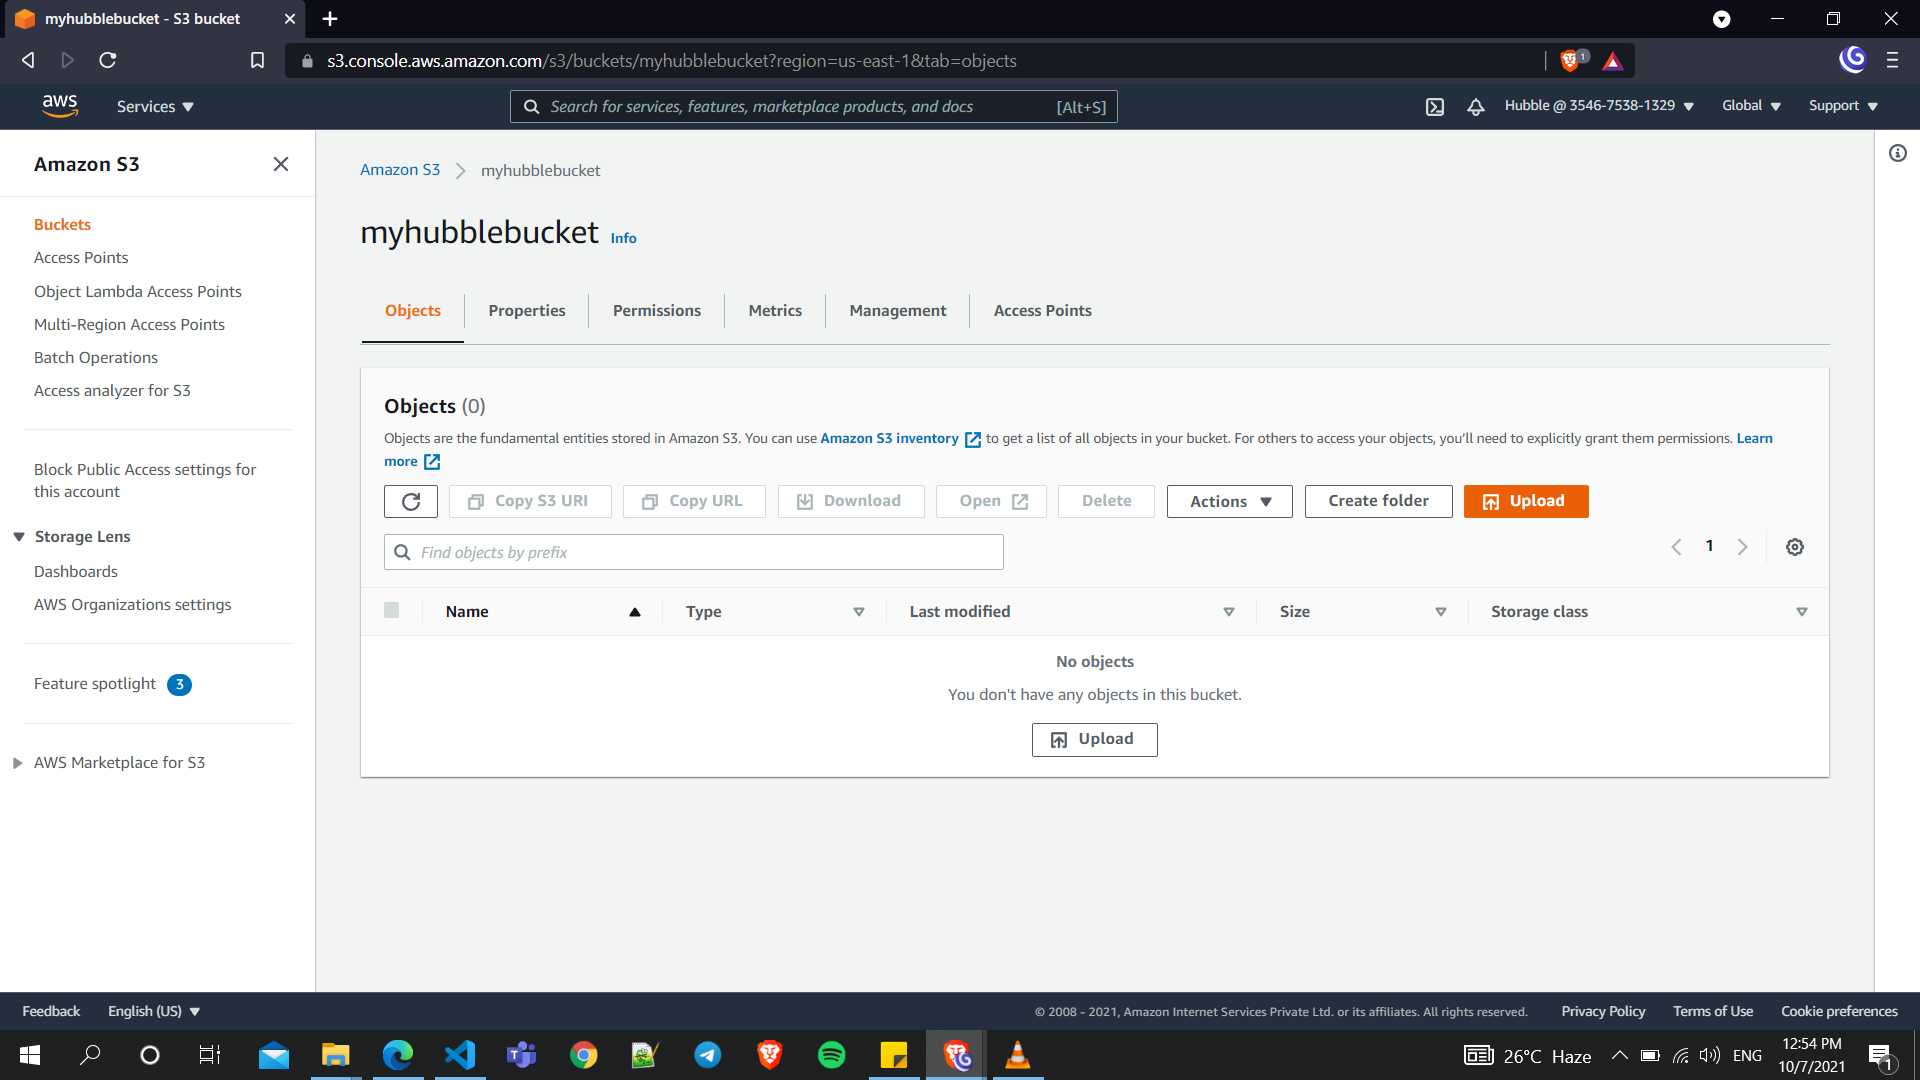 myhubblebucket - S3 bucket
s3.console.aws.amazon.com/s3/buckets/myhubblebucket?region=us-east-1&tab=objects
1
aws
Services
Search for services, features, marketplace products, and docs [Alt+S]
Hubble @ 3546-7538-1329
Global
Support
Amazon S3
Buckets
Access Points
Object Lambda Access Points
Multi-Region Access Points
Batch Operations
Access analyzer for S3
Block Public Access settings for
this account
Storage Lens
Dashboards
AWS Organizations settings
Feature spotlight 3
AWS Marketplace for S3
Amazon S3 myhubblebucket
myhubblebucket Info
Objects Properties Permissions Metrics Management Access Points
Objects (0)
Objects are the fundamental entities stored in Amazon S3. You can use Amazon S3 inventory to get a list of all objects in your bucket. For others to access your objects, you'll need to explicitly grant them permissions. Learn
more
Copy S3 URI Copy URL Download Open Delete Actions Create folder Upload
Find objects by prefix
1
Name Type Last modified Size Storage class
No objects
You don't have any objects in this bucket.
Upload
Feedback English (US) © 2008 - 2021, Amazon Internet Services Private Ltd. or its affiliates. All rights reserved. Privacy Policy Terms of Use Cookie preferences
26°C Haze ENG
12:54 PM
10/7/2021
1